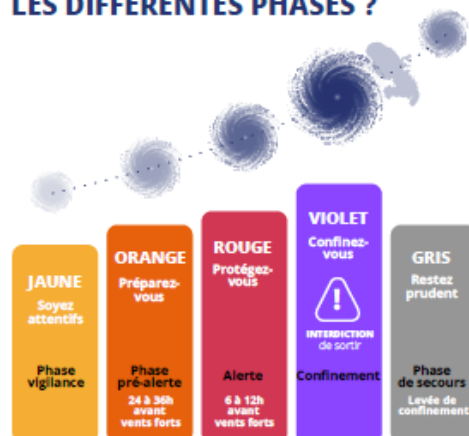 LES DIFFÉRENTES PHASES ?
JAUNE
Soyez
attentifs
Phase
vigilance
ORANGE
Préparez-
vous
Phase
pré-alerte
24 à 36h
avant
vents forts
ROUGE
Protégez-
vous
Alerte
6 à 12h
avant
vents forts
VIOLET
Confinez-
vous
!
INTERDICTION
de sortir
Confinement
GRIS
Restez
prudent
Phase
de secours
Levée de
confinement